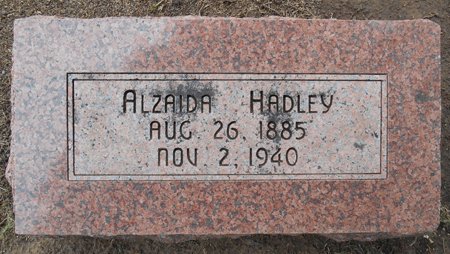 Alzaida Hadley
Aug 26, 1885
Nov 2, 1940